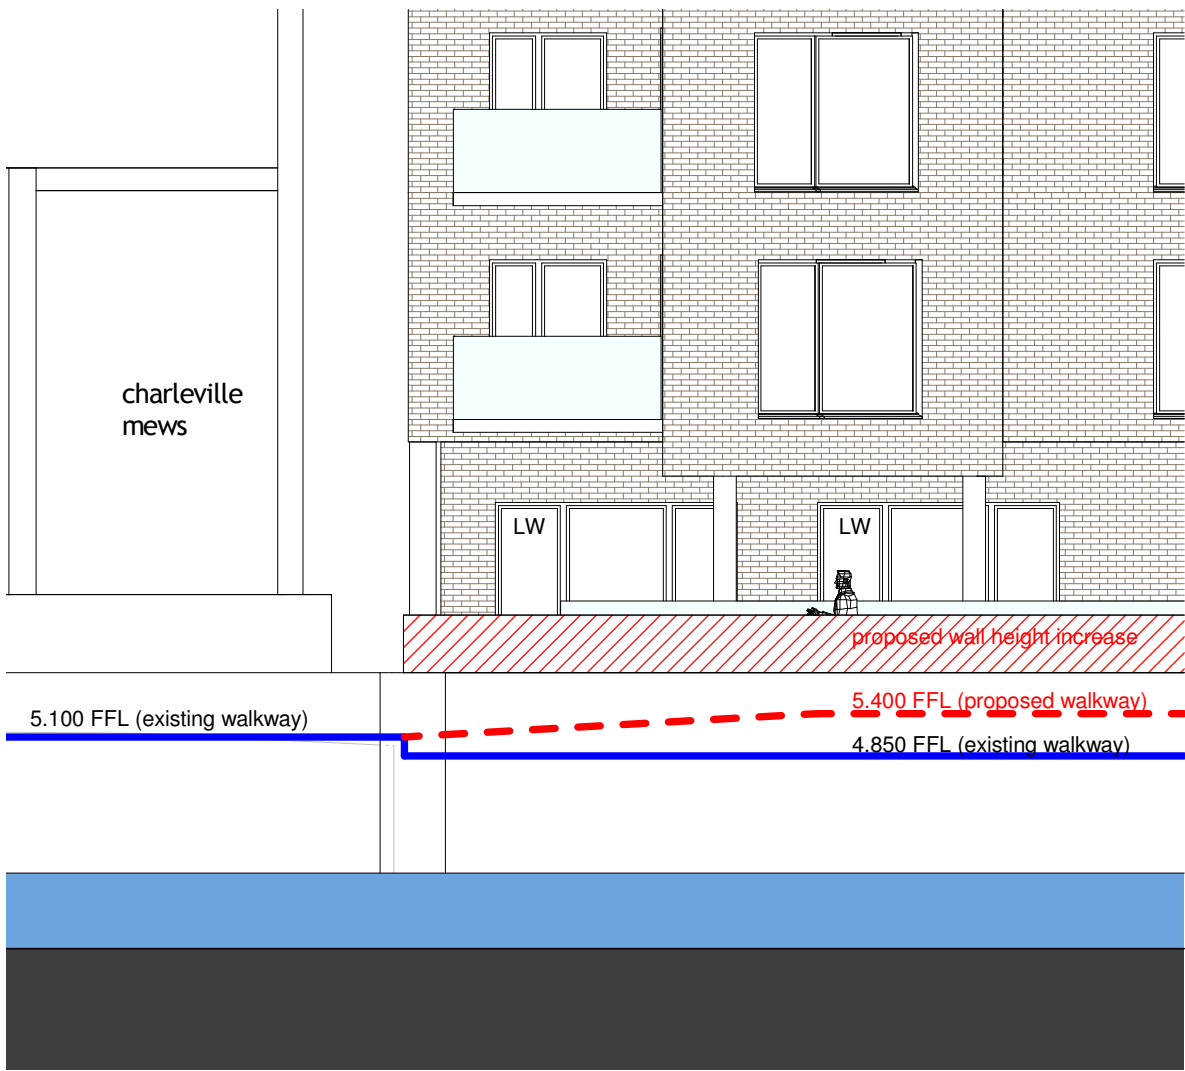 charleville
mews
LW
LW
proposed wall height increase
5.400 FFL (proposed walkway)
5.100 FFL (existing walkway)
4.850 FFL (existing walkway)